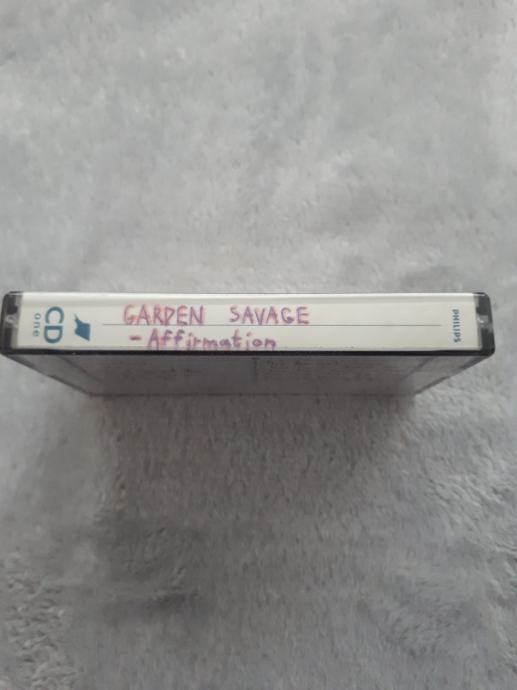 CD
one
GARDEN SAVAGE
- Affirmation
PHILIPS